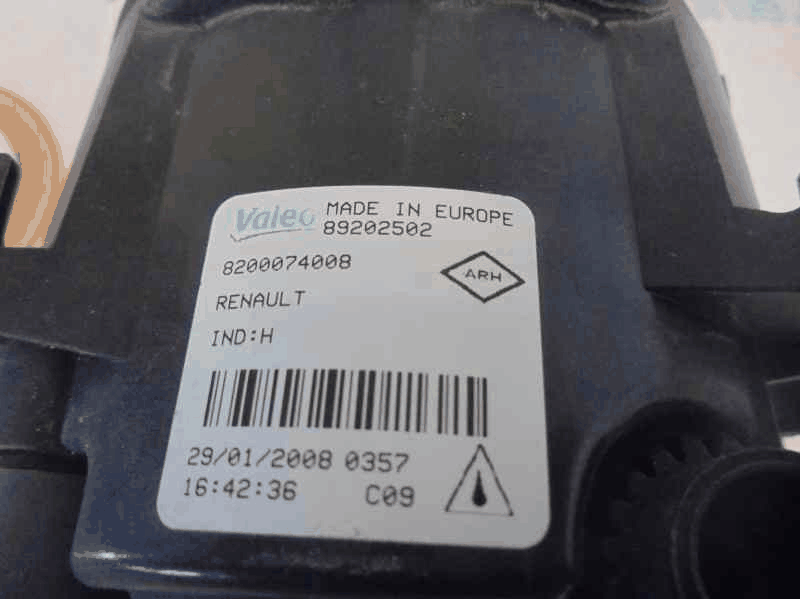 Valeo MADE IN EUROPE
89202502
8200074008
ARH
RENAULT
IND:H
29/01/2008 0357
16:42:36 C09